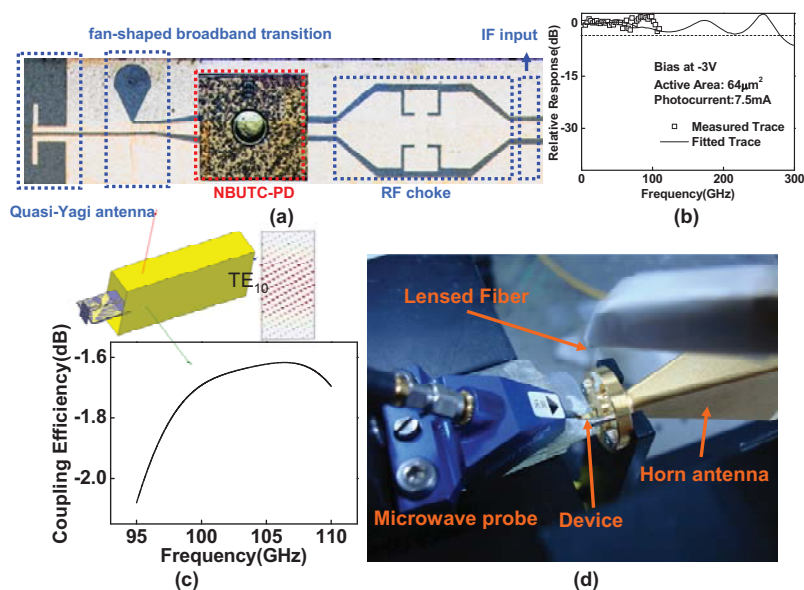 fan-shaped broadband transition
IF input
NBUTC-PD
RF choke
Quasi-Yagi antenna
(a)
Relative Response(dB)
0
-15
-30
Bias at -3V
Active Area: 64μm²
Photocurrent:7.5mA
Measured Trace
Fitted Trace
0 100 200 300
Frequency(GHz)
(b)
TE10
Coupling Efficiency(dB)
-1.6
-1.8
-2.0
95 100 105 110
Frequency(GHz)
(c)
Lensed Fiber
Horn antenna
Microwave probe
Device
(d)